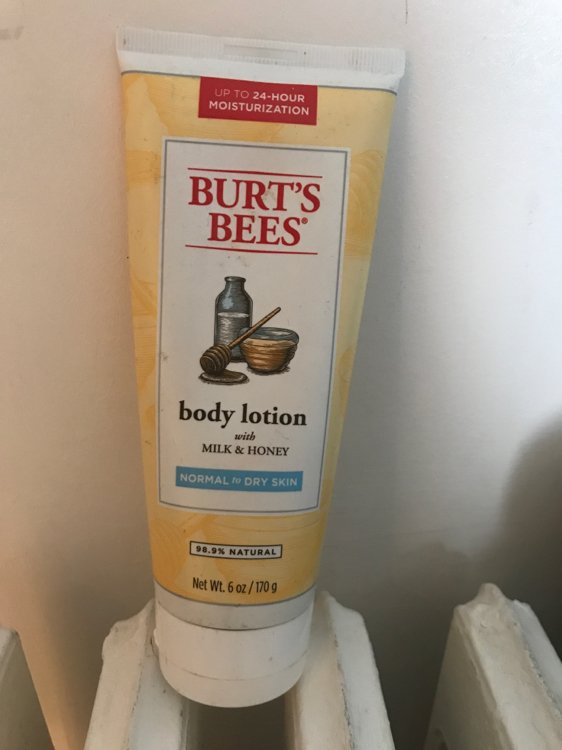 UP TO 24-HOUR
MOISTURIZATION
BURT'S
BEES®
body lotion
with
MILK & HONEY
NORMAL to DRY SKIN
98.9% NATURAL
Net Wt. 6 oz / 170 g